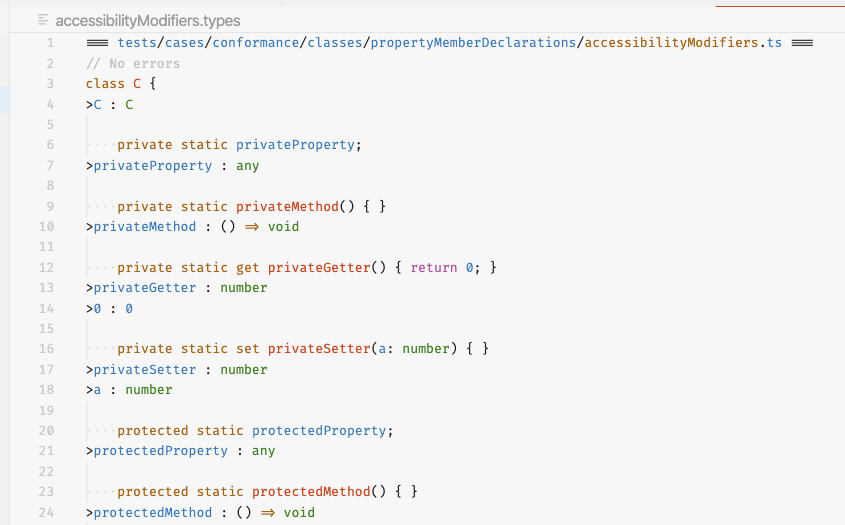 accessibilityModifiers.types
1 === tests/cases/conformance/classes/propertyMemberDeclarations/accessibilityModifiers.ts ===
2 // No errors
3 class C {
4 >C : C
5
6 ····private static privateProperty;
7 >privateProperty : any
8
9 ····private static privateMethod() { }
10 >privateMethod : () => void
11
12 ····private static get privateGetter() { return 0; }
13 >privateGetter : number
14 >0 : 0
15
16 ····private static set privateSetter(a: number) { }
17 >privateSetter : number
18 >a : number
19
20 ····protected static protectedProperty;
21 >protectedProperty : any
22
23 ····protected static protectedMethod() { }
24 >protectedMethod : () => void